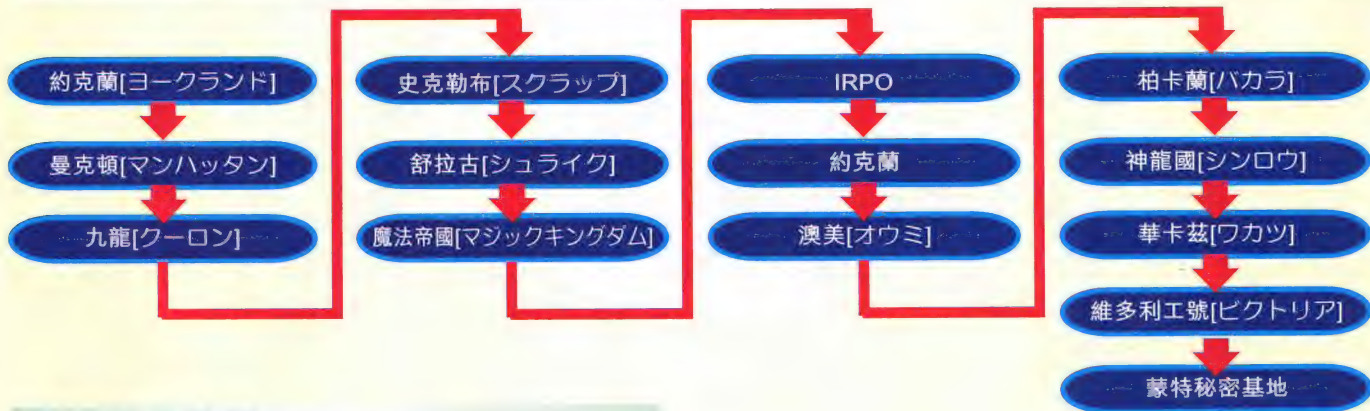 約克蘭[ヨークランド]
曼克頓[マンハッタン]
九龍[クーロン]
史克勒布[スクラップ]
舒拉古[シュライク]
魔法帝國[マジックキングダム]
IRPO
約克蘭
澳美[オウミ]
柏卡蘭[バカラ]
神龍國[シンロウ]
華卡茲[ワカツ]
維多利工號[ビクトリア]
蒙特秘密基地